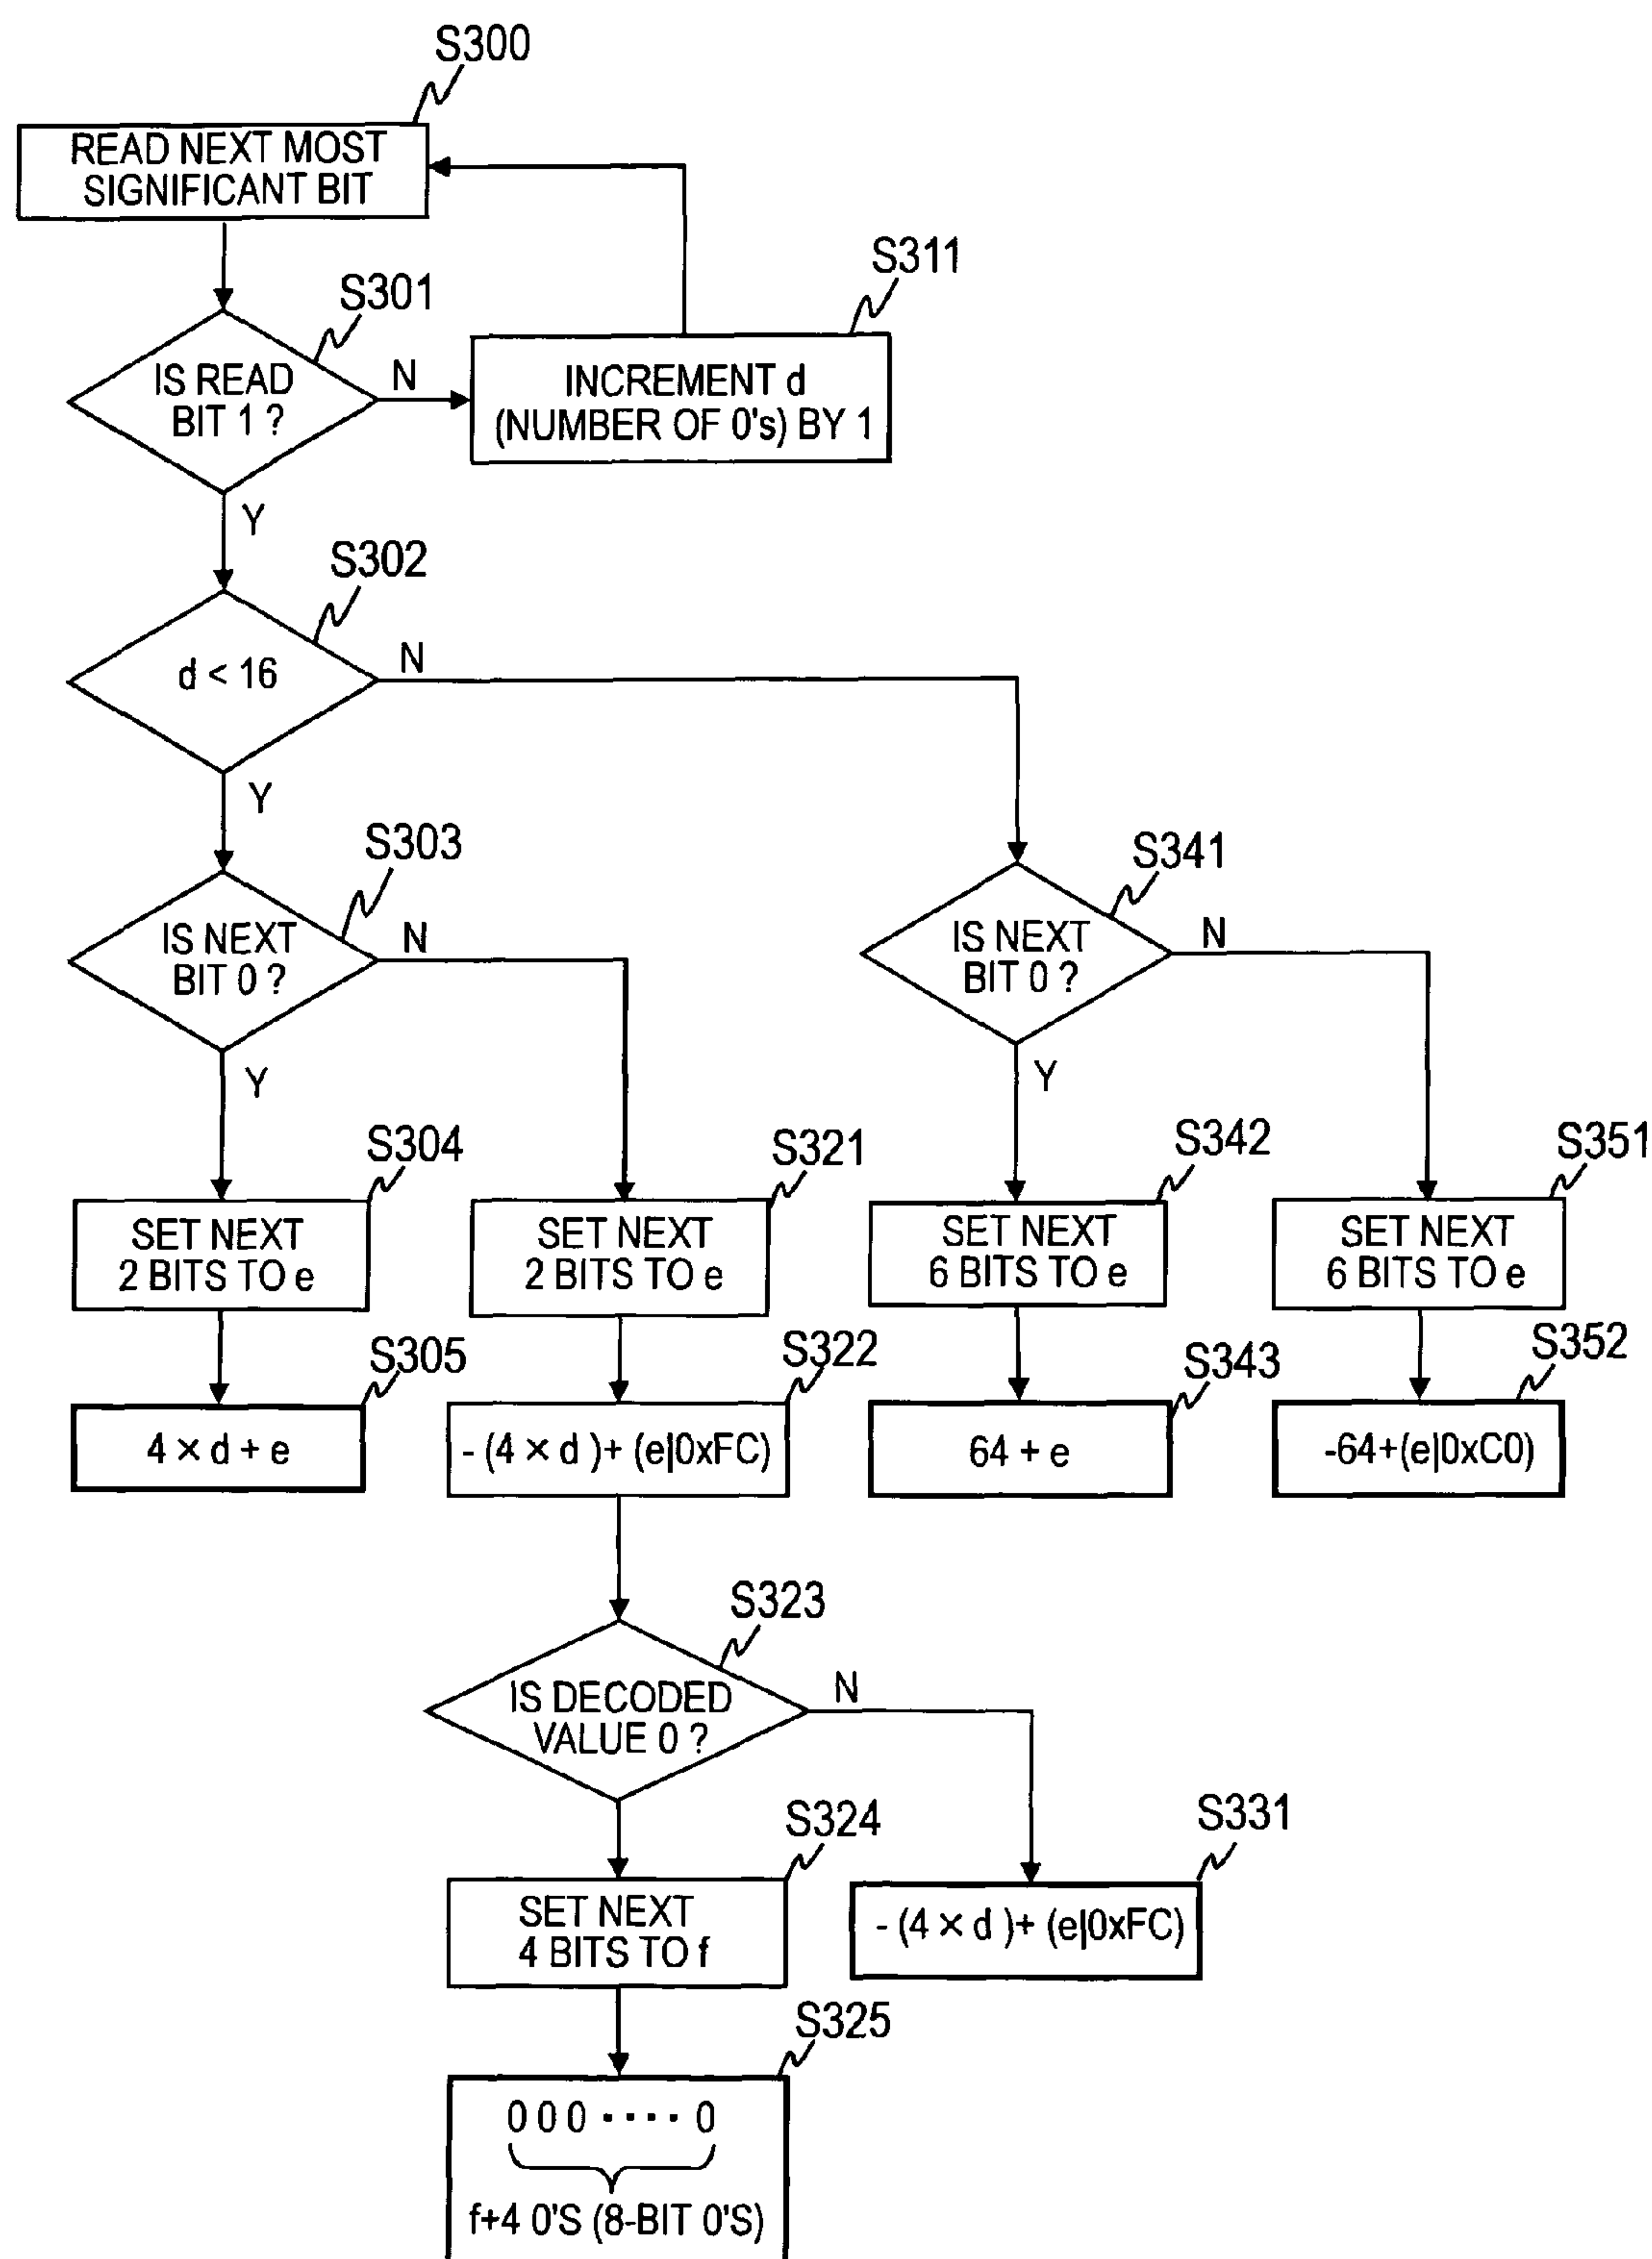 S300
READ NEXT MOST
SIGNIFICANT BIT
S311
S301
IS READ
BIT 1 ?
N
INCREMENT d
(NUMBER OF 0's) BY 1
Y
S302
d < 16
N
Y
S303
IS NEXT
BIT 0 ?
N
S341
IS NEXT
BIT 0 ?
N
Y
Y
S304
SET NEXT
2 BITS TO e
S321
SET NEXT
2 BITS TO e
S342
SET NEXT
6 BITS TO e
S351
SET NEXT
6 BITS TO e
S305
4 × d + e
S322
- (4 × d )+ (e|0xFC)
S343
64 + e
S352
-64+(e|0xC0)
S323
IS DECODED
VALUE 0 ?
N
S324
SET NEXT
4 BITS TO f
S331
- (4 × d )+ (e|0xFC)
S325
0 0 0 ···· 0
f+4 0'S (8-BIT 0'S)